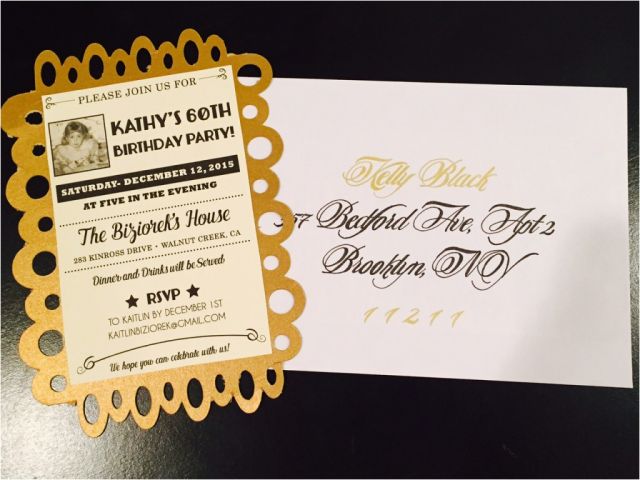 PLEASE JOIN US FOR
KATHY'S 60TH
BIRTHDAY PARTY!
SATURDAY- DECEMBER 12, 2015
AT FIVE IN THE EVENING
The Biziorek's House
283 KINROSS DRIVE • WALNUT CREEK, CA
Dinner and Drinks will be Served
RSVP
TO KAITLIN BY DECEMBER 1ST
KAITLINBIZIOREK@GMAIL.COM
We hope you can celebrate with us!
Kelly Black
Bedford Ave, Apt 2
Brooklyn, NY
11211